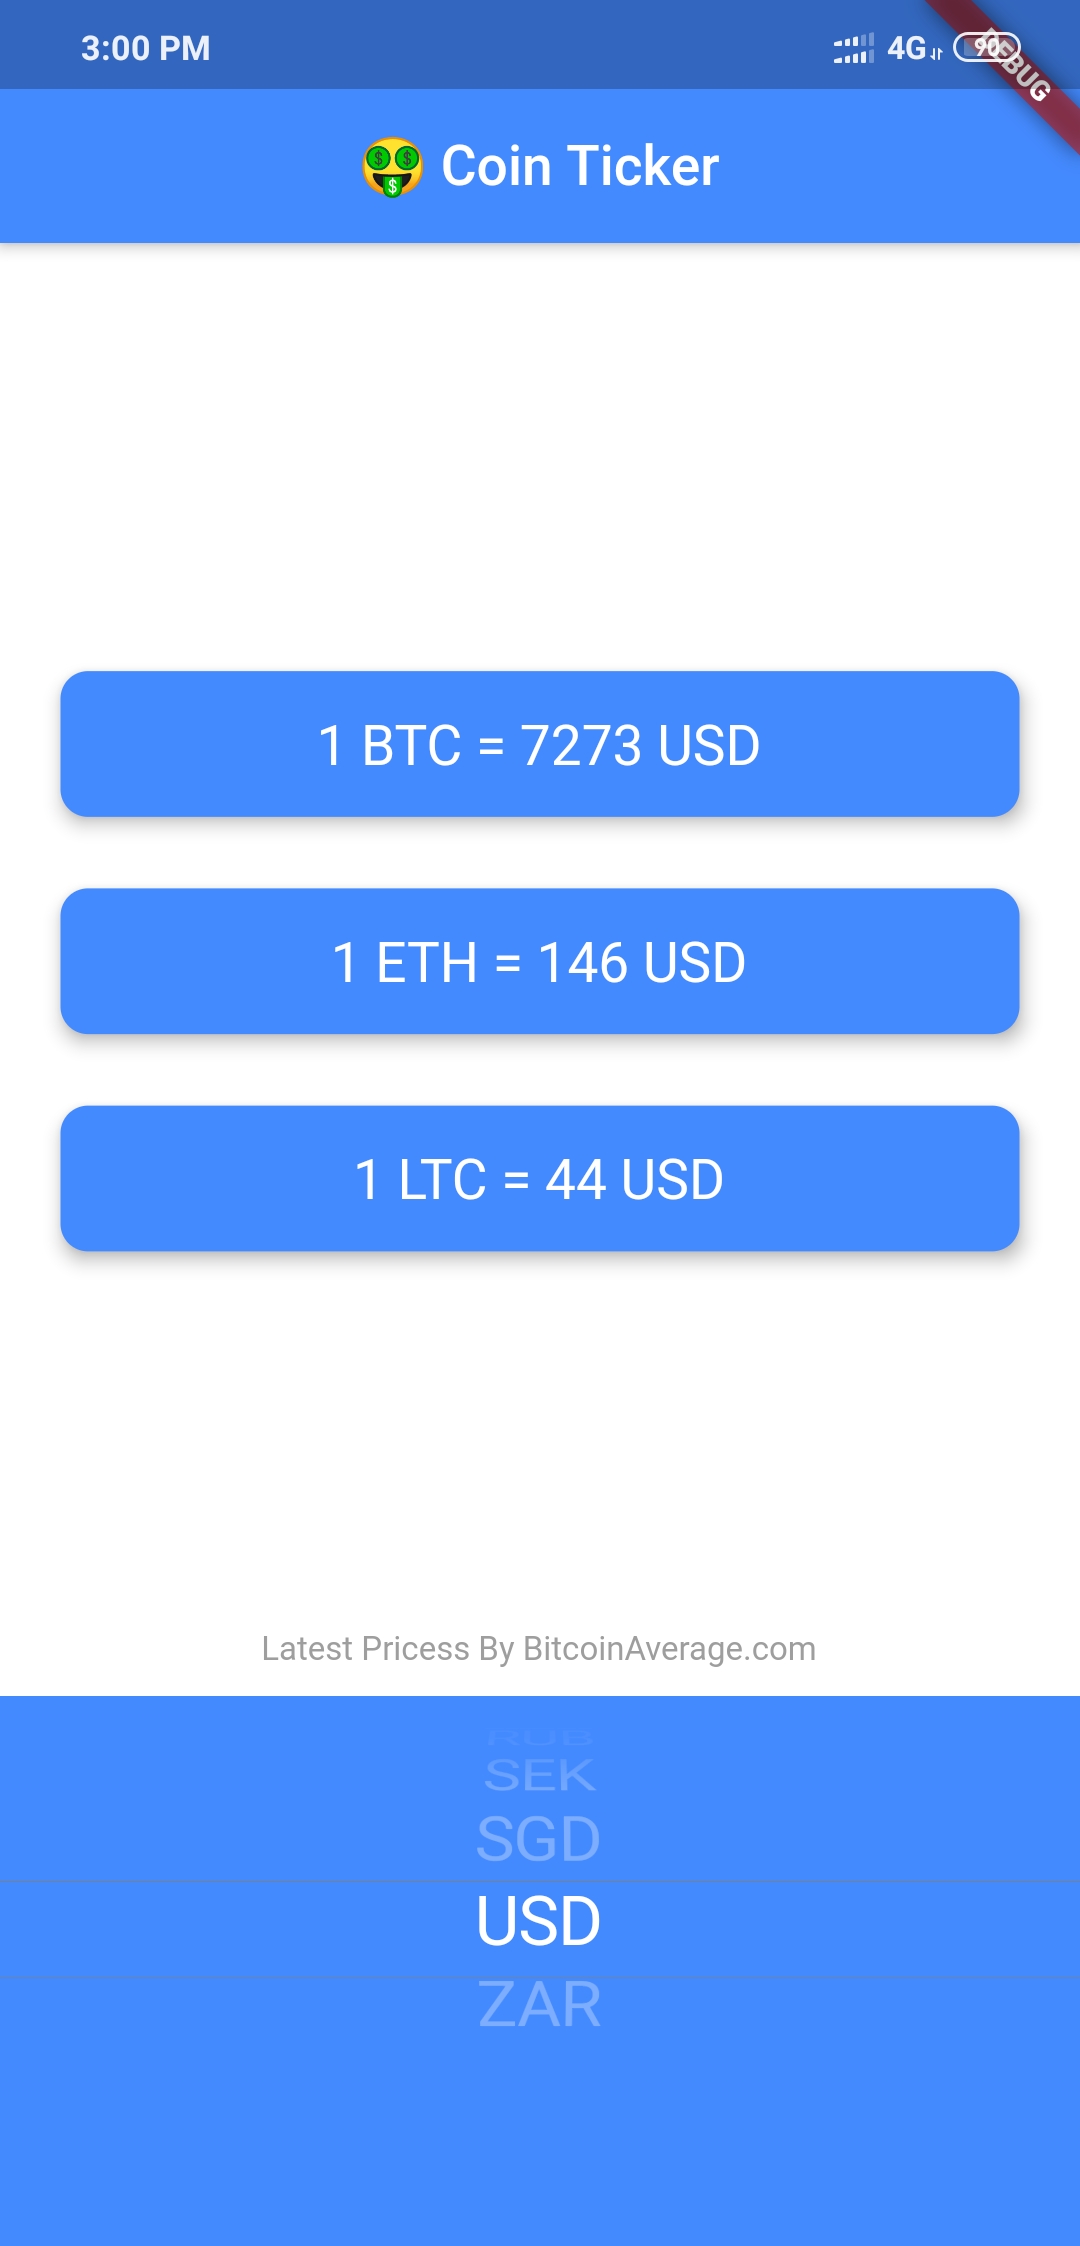 3:00 PM
4G
90
DEBUG
🤑 Coin Ticker
1 BTC = 7273 USD
1 ETH = 146 USD
1 LTC = 44 USD
Latest Pricess By BitcoinAverage.com
RUB
SEK
SGD
USD
ZAR